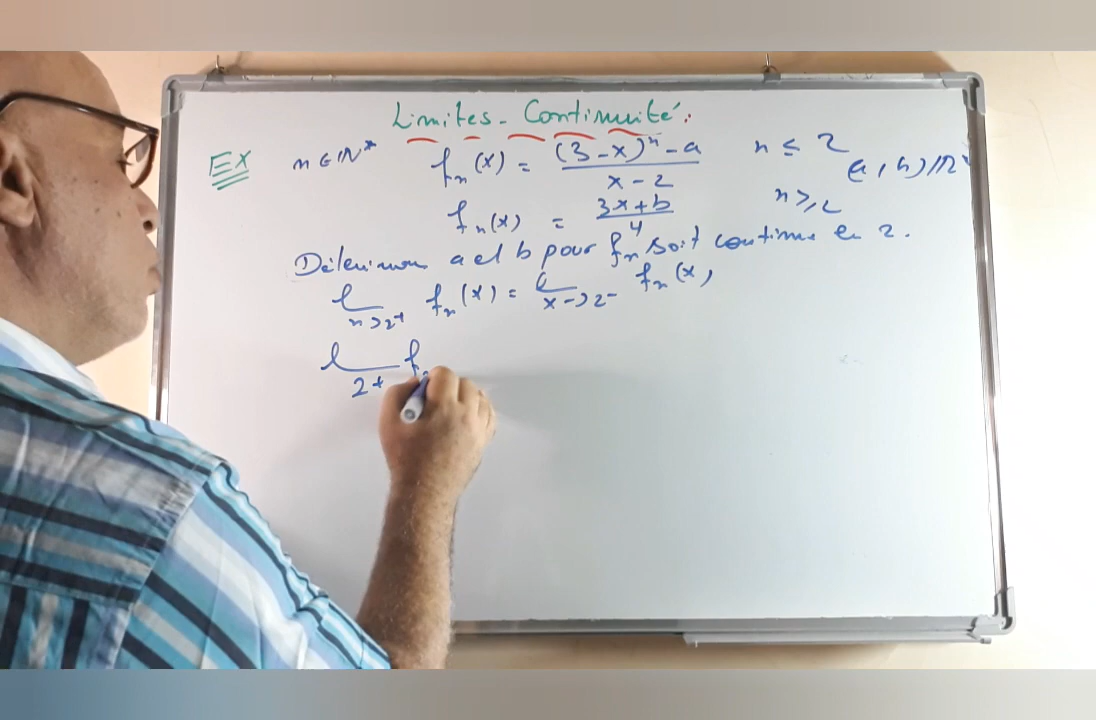 Limites - Continuité.
EX n ∈ IN* fn(x) = ((3-x)^n - a)/(x-2) x ≤ 2 (a,b) IR²
fn(x) = (3x+b)/4 x ≥ 2
Déterminer a et b pour fn soit continue en 2.
l x→2+ fn(x) = l x→2- fn(x)
l 2+ f